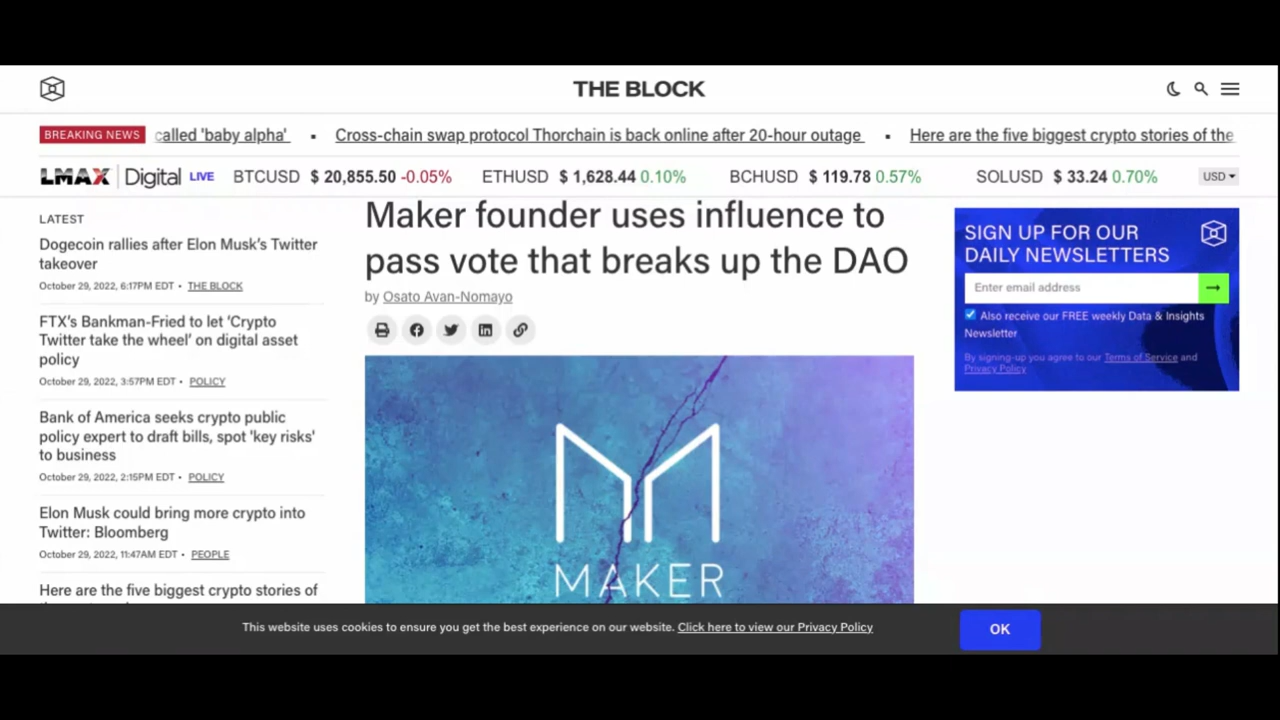 THE BLOCK
BREAKING NEWS called 'baby alpha' ▪ Cross-chain swap protocol Thorchain is back online after 20-hour outage ▪ Here are the five biggest crypto stories of the
LMAX Digital LIVE BTCUSD $ 20,855.50 -0.05% ETHUSD $ 1,628.44 0.10% BCHUSD $ 119.78 0.57% SOLUSD $ 33.24 0.70% USD
LATEST
Dogecoin rallies after Elon Musk's Twitter
takeover
October 29, 2022, 6:17PM EDT • THE BLOCK
FTX's Bankman-Fried to let 'Crypto
Twitter take the wheel' on digital asset
policy
October 29, 2022, 3:57PM EDT • POLICY
Bank of America seeks crypto public
policy expert to draft bills, spot 'key risks'
to business
October 29, 2022, 2:15PM EDT • POLICY
Elon Musk could bring more crypto into
Twitter: Bloomberg
October 29, 2022, 11:47AM EDT • PEOPLE
Here are the five biggest crypto stories of
Maker founder uses influence to
pass vote that breaks up the DAO
by Osato Avan-Nomayo
MAKER
SIGN UP FOR OUR
DAILY NEWSLETTERS
Enter email address
Also receive our FREE weekly Data & Insights
Newsletter
By signing-up you agree to our Terms of Service and
Privacy Policy
This website uses cookies to ensure you get the best experience on our website. Click here to view our Privacy Policy
OK